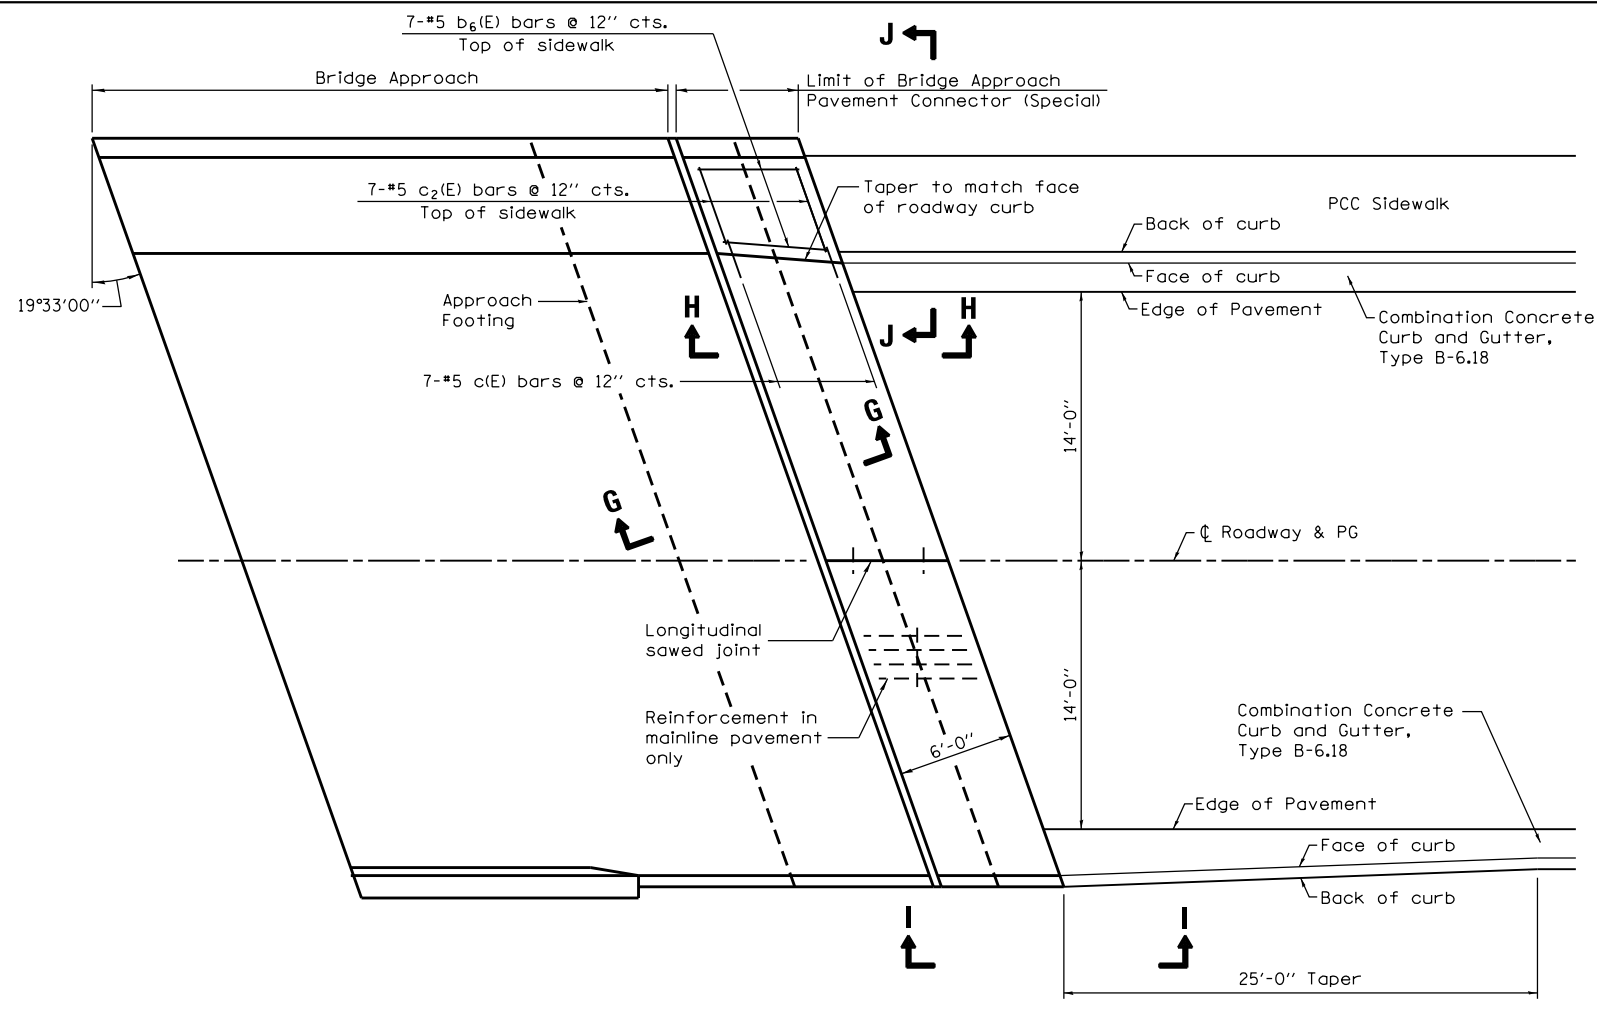 7-#5 b6(E) bars @ 12'' cts.
Top of sidewalk
J
Bridge Approach
Limit of Bridge Approach
Pavement Connector (Special)
7-#5 c2(E) bars @ 12'' cts.
Top of sidewalk
Taper to match face
of roadway curb
PCC Sidewalk
Back of curb
Face of curb
19°33'00''
Approach
Footing
H
J
H
Edge of Pavement
Combination Concrete
Curb and Gutter,
Type B-6.18
7-#5 c(E) bars @ 12'' cts.
G
14'-0''
G
℄ Roadway & PG
Longitudinal
sawed joint
14'-0''
Reinforcement in
mainline pavement
only
6'-0''
Combination Concrete
Curb and Gutter,
Type B-6.18
Edge of Pavement
Face of curb
Back of curb
I
I
25'-0'' Taper